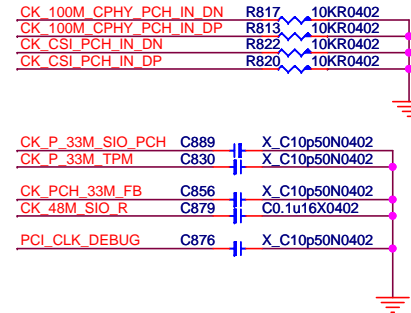 CK_100M_CPHY_PCH_IN_DN R817 10KR0402
CK_100M_CPHY_PCH_IN_DP R813 10KR0402
CK_CSI_PCH_IN_DN R822 10KR0402
CK_CSI_PCH_IN_DP R820 10KR0402
CK_P_33M_SIO_PCH C889 X_C10p50N0402
CK_P_33M_TPM C830 X_C10p50N0402
CK_PCH_33M_FB C856 X_C10p50N0402
CK_48M_SIO_R C879 C0.1u16X0402
PCI_CLK_DEBUG C876 X_C10p50N0402